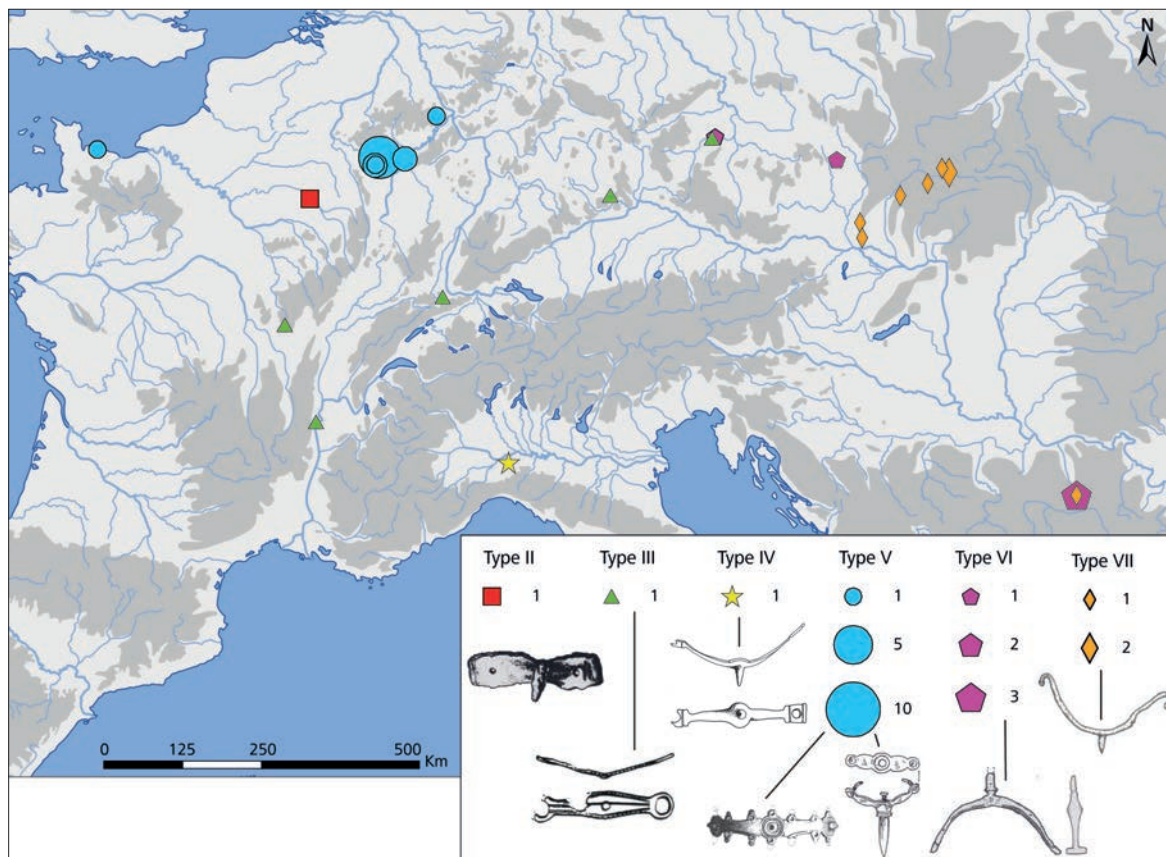 N
0 125 250 500
Km
Type II Type III Type IV Type V Type VI Type VII
1 1 1 1 1 1
5 2 2
10 3